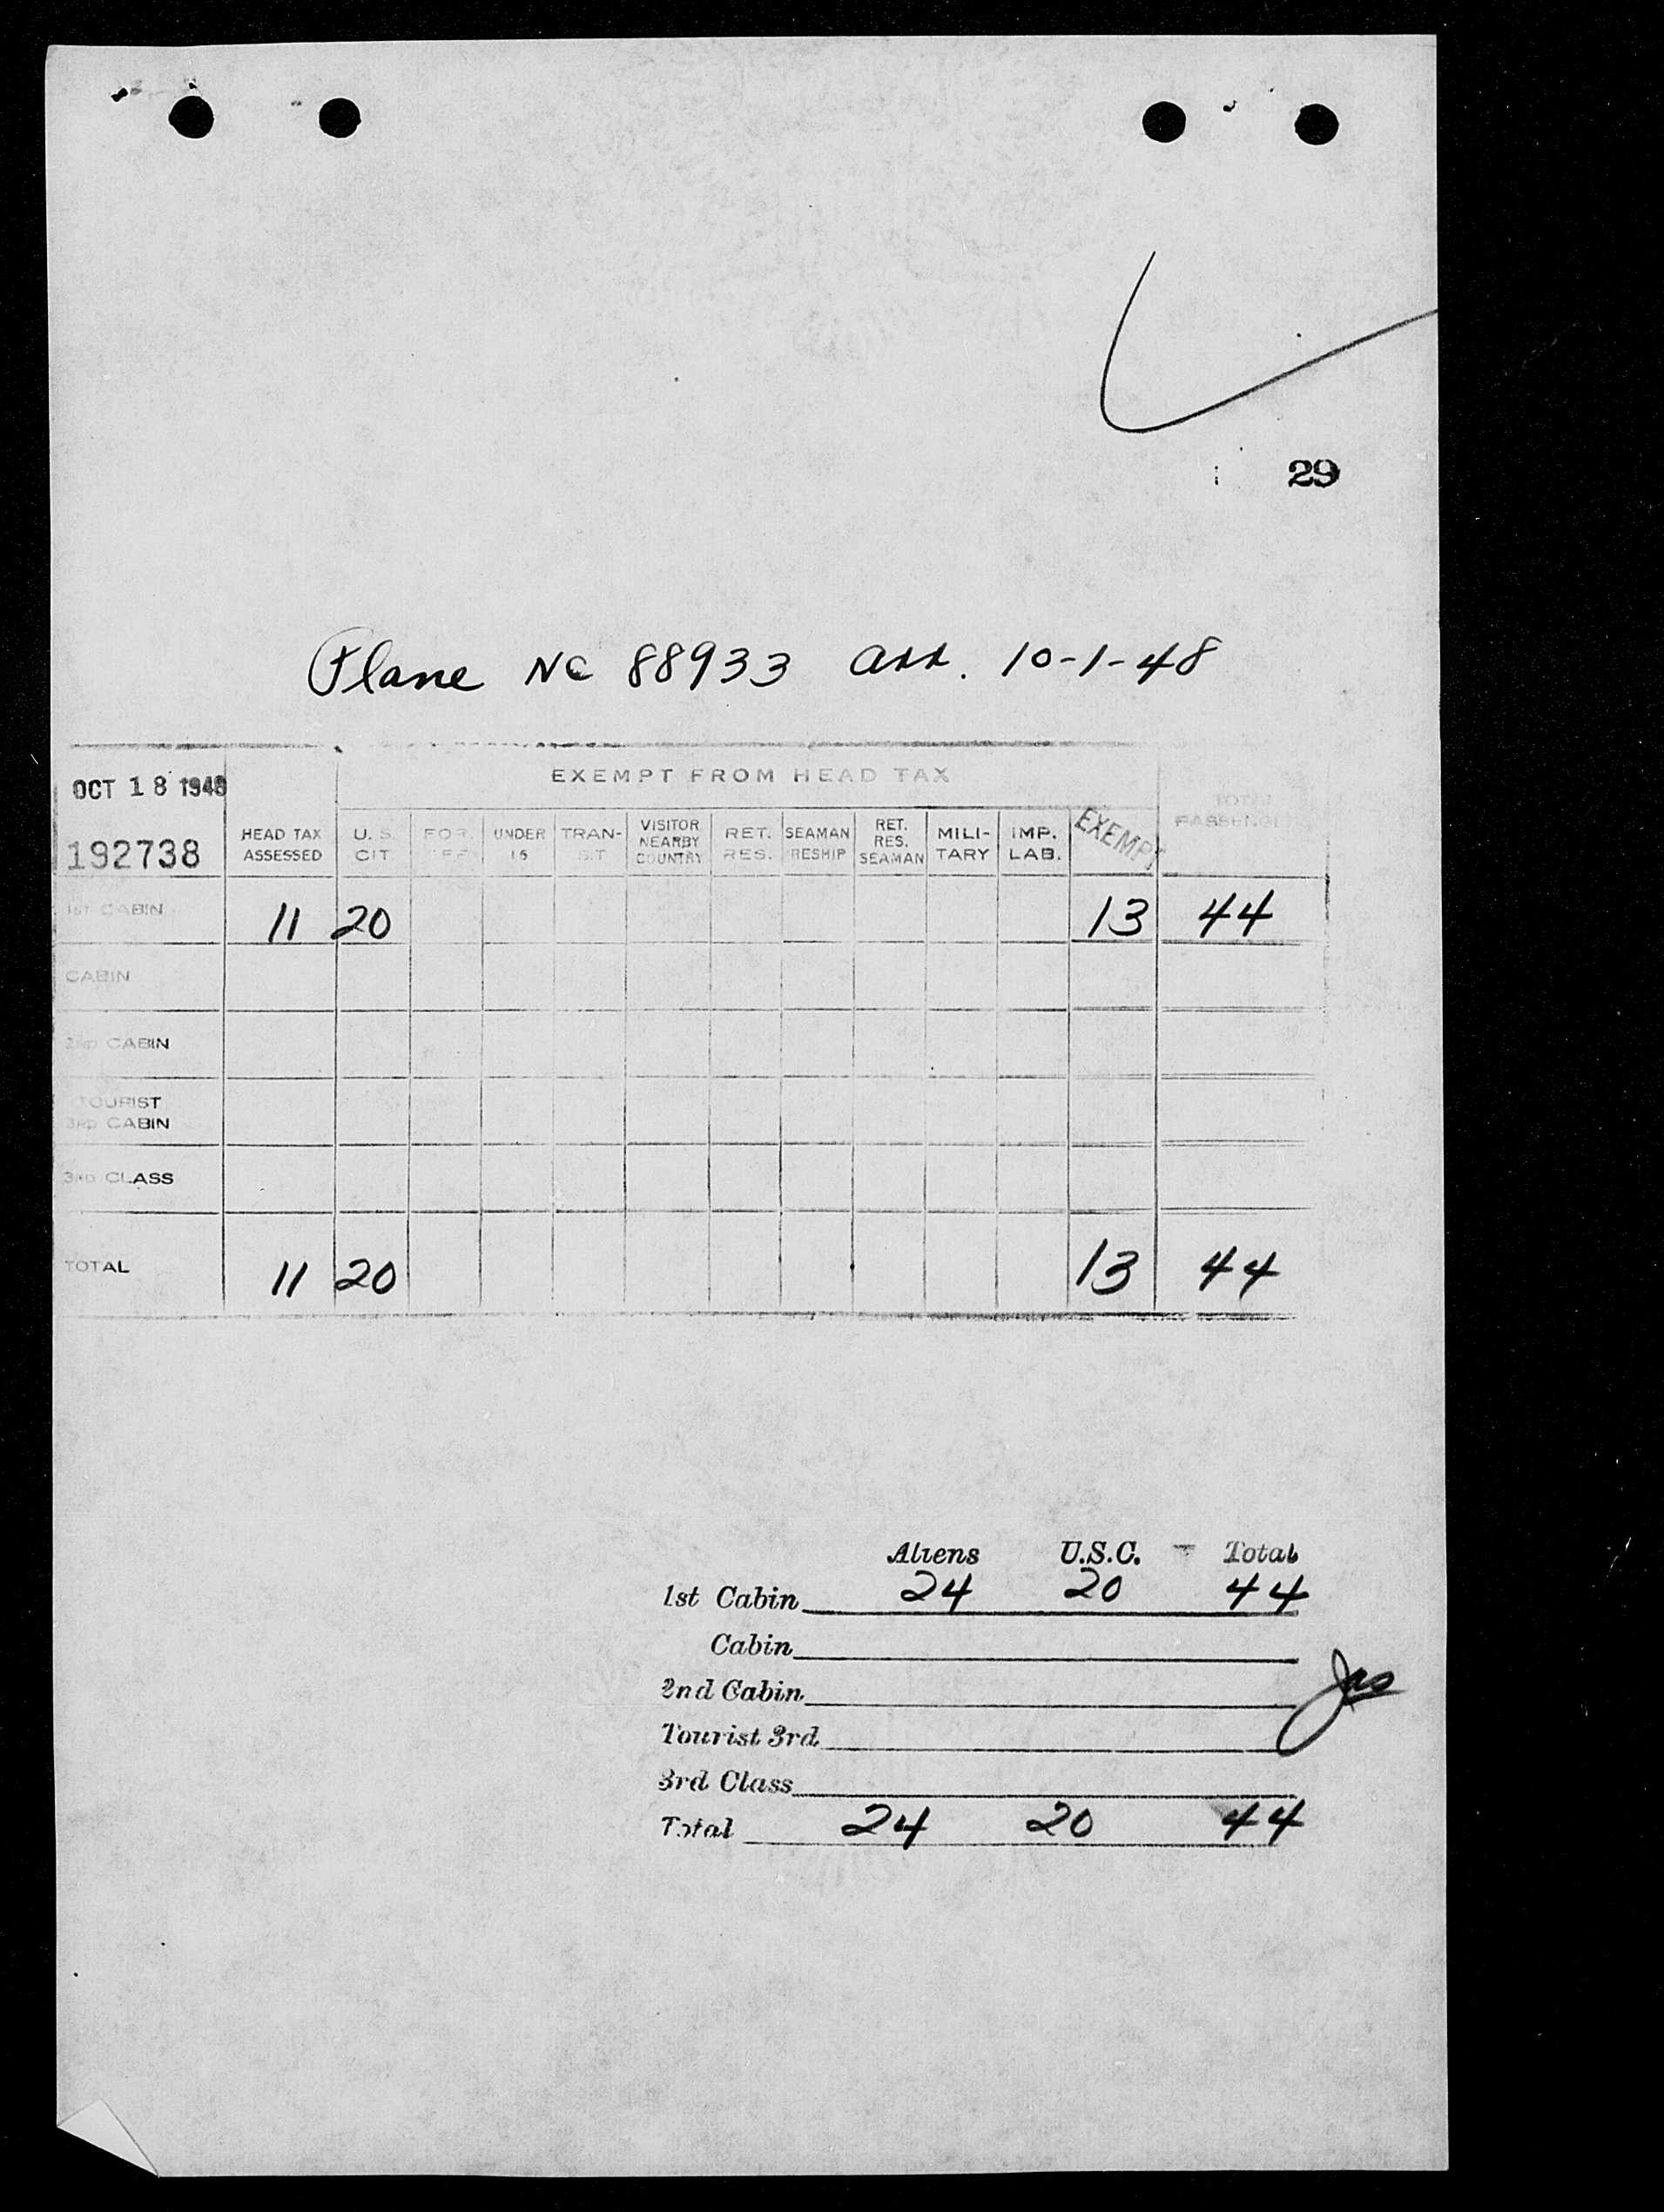 29
Plane NC 88933 arr. 10-1-48
OCT 18 1948
EXEMPT FROM HEAD TAX
192738
HEAD TAX ASSESSED U.S. CIT. FOR. UNDER 16 TRAN- SIT VISITOR NEARBY COUNTRY RET. RES. SEAMAN RESHIP RET. RES. SEAMAN MILI- TARY IMP. LAB. EXEMPT TOTAL PASSENGERS
1ST CABIN 11 20 13 44
CABIN
2ND CABIN
TOURIST
3RD CABIN
3RD CLASS
TOTAL 11 20 13 44
Aliens U.S.C. Total
1st Cabin 24 20 44
Cabin
2nd Cabin
Tourist 3rd
3rd Class
Total 24 20 44